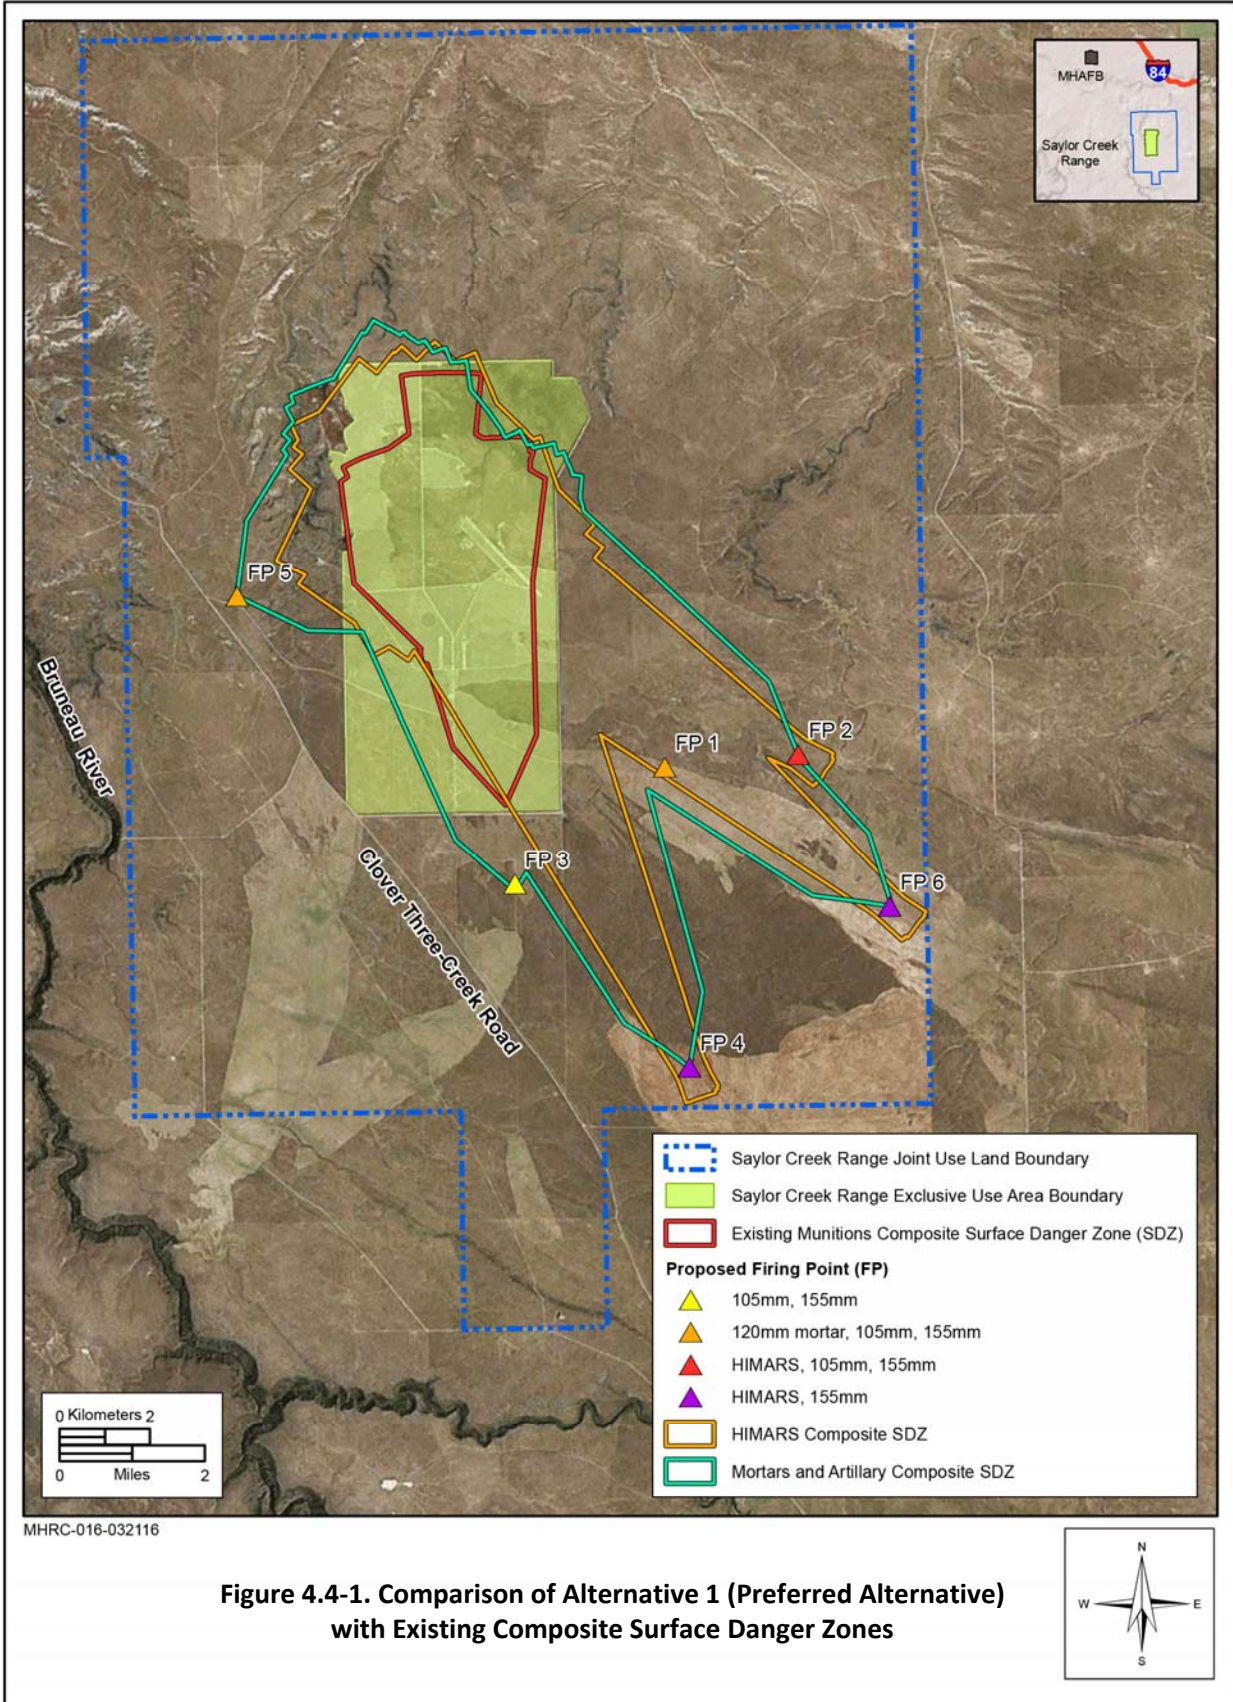 MHAFB
84
Saylor Creek
Range
FP 5
Bruneau River
FP 1
FP 2
FP 3
FP 6
Clover Three-Creek Road
FP 4
Saylor Creek Range Joint Use Land Boundary
Saylor Creek Range Exclusive Use Area Boundary
Existing Munitions Composite Surface Danger Zone (SDZ)
Proposed Firing Point (FP)
105mm, 155mm
120mm mortar, 105mm, 155mm
HIMARS, 105mm, 155mm
HIMARS, 155mm
HIMARS Composite SDZ
Mortars and Artillary Composite SDZ
0 Kilometers 2
0 Miles 2
MHRC-016-032116
Figure 4.4-1. Comparison of Alternative 1 (Preferred Alternative)
with Existing Composite Surface Danger Zones
N
W E
S